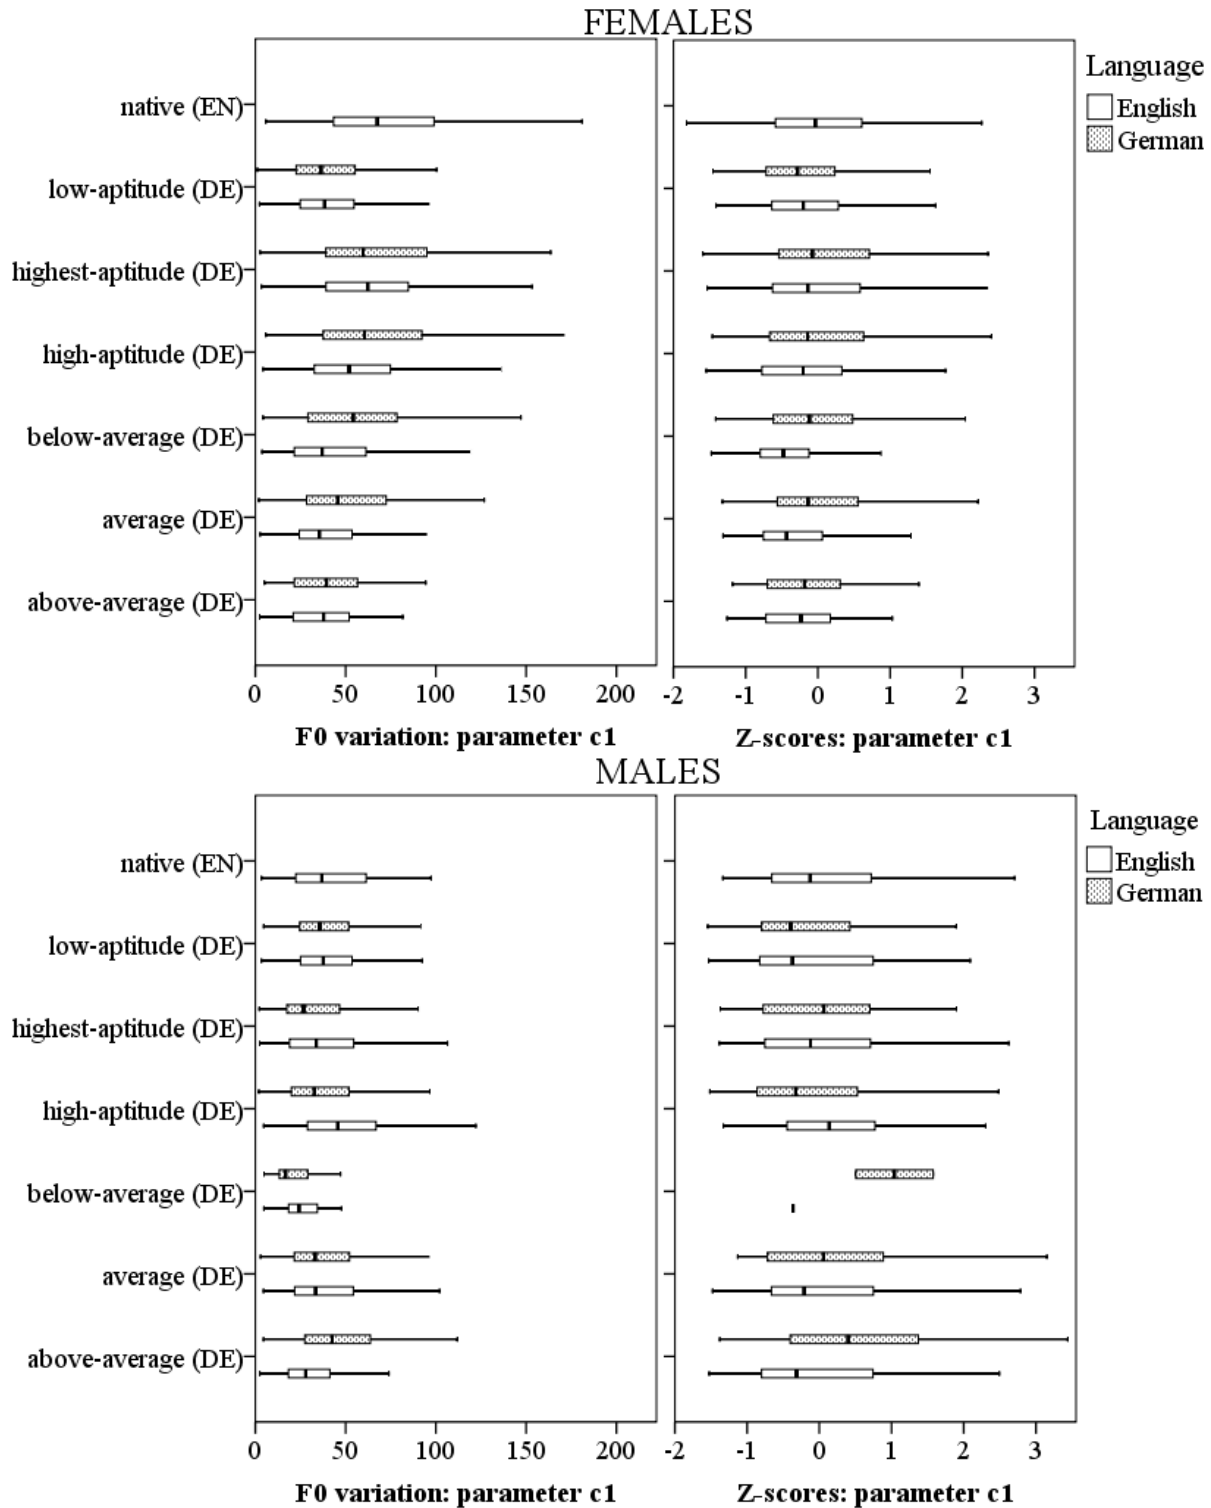 FEMALES
Language
English
German
native (EN)
low-aptitude (DE)
highest-aptitude (DE)
high-aptitude (DE)
below-average (DE)
average (DE)
above-average (DE)
0 50 100 150 200
-2 -1 0 1 2 3
F0 variation: parameter c1
Z-scores: parameter c1
MALES
Language
English
German
native (EN)
low-aptitude (DE)
highest-aptitude (DE)
high-aptitude (DE)
below-average (DE)
average (DE)
above-average (DE)
0 50 100 150 200
-2 -1 0 1 2 3
F0 variation: parameter c1
Z-scores: parameter c1